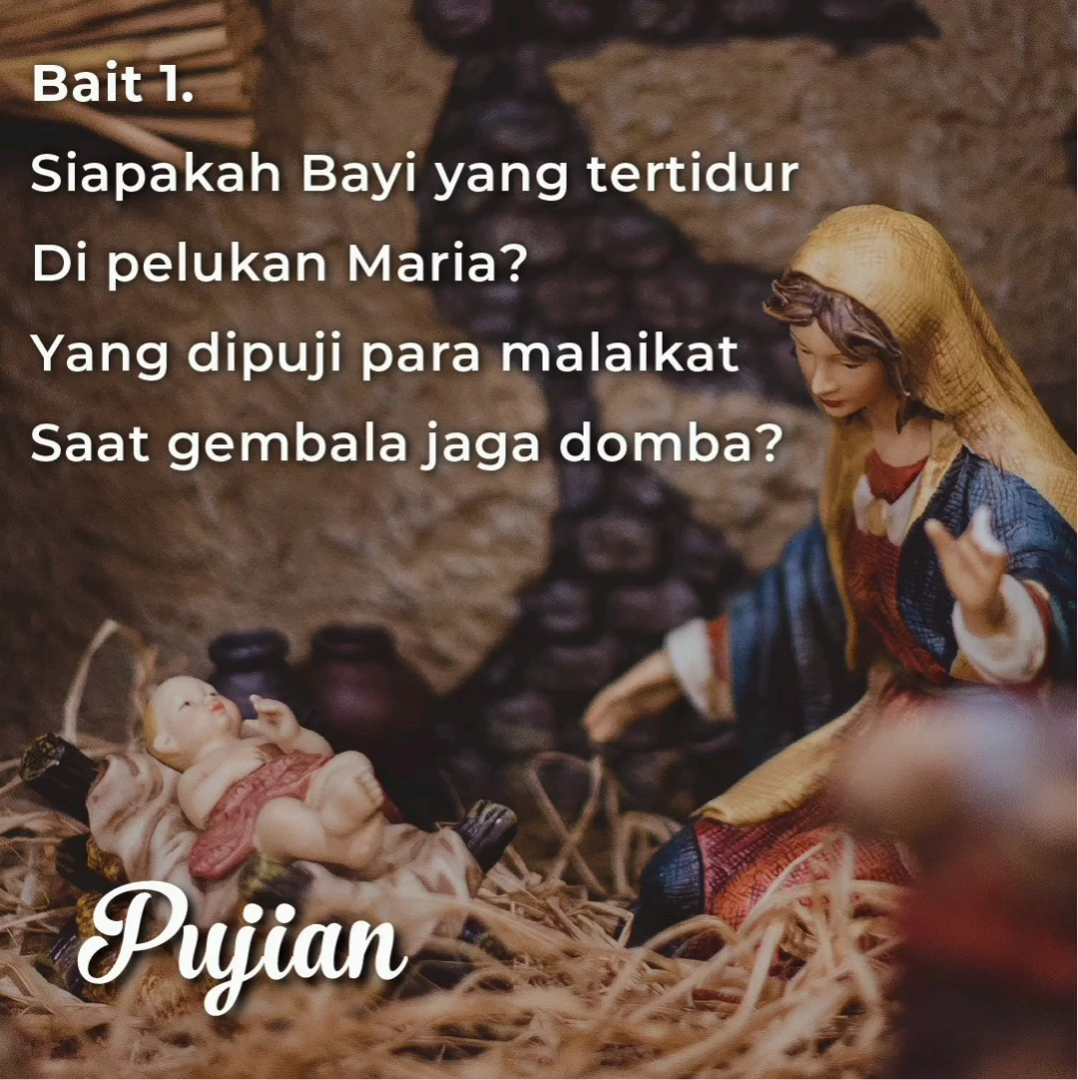 Bait 1.
Siapakah Bayi yang tertidur
Di pelukan Maria?
Yang dipuji para malaikat
Saat gembala jaga domba?
Pujian